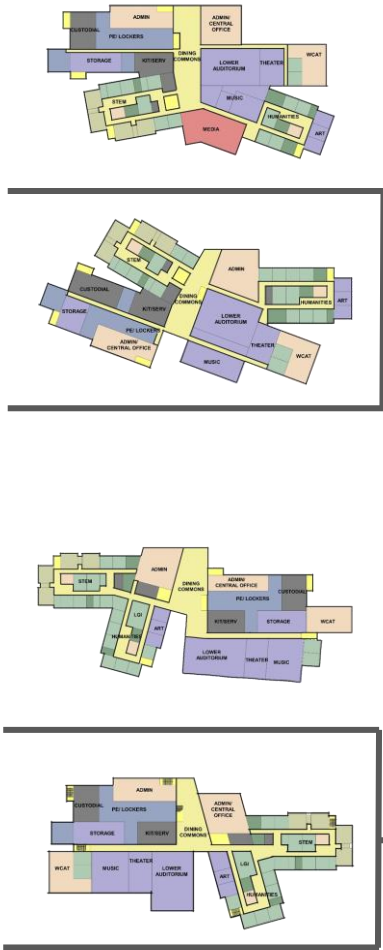 ADMIN
ADMIN/
CENTRAL
OFFICE
CUSTODIAL
PE/ LOCKERS
DINING
COMMONS
STORAGE
KIT/SERV
LOWER
AUDITORIUM
THEATER
WCAT
STEM
MUSIC
HUMANITIES
MEDIA
ART
STEM
ADMIN
CUSTODIAL
DINING
COMMONS
HUMANITIES
ART
KIT/SERV
STORAGE
LOWER
AUDITORIUM
PE/ LOCKERS
ADMIN/
CENTRAL OFFICE
THEATER
MUSIC
WCAT
ADMIN
STEM
DINING
COMMONS
ADMIN/
CENTRAL OFFICE
CUSTODIAL
PE/ LOCKERS
LGI
KIT/SERV
STORAGE
WCAT
HUMANITIES
ART
LOWER
AUDITORIUM
THEATER
MUSIC
ADMIN
ADMIN/
CENTRAL
OFFICE
CUSTODIAL
PE/ LOCKERS
STORAGE
KIT/SERV
DINING
COMMONS
STEM
WCAT
MUSIC
THEATER
LOWER
AUDITORIUM
LGI
ART
HUMANITIES